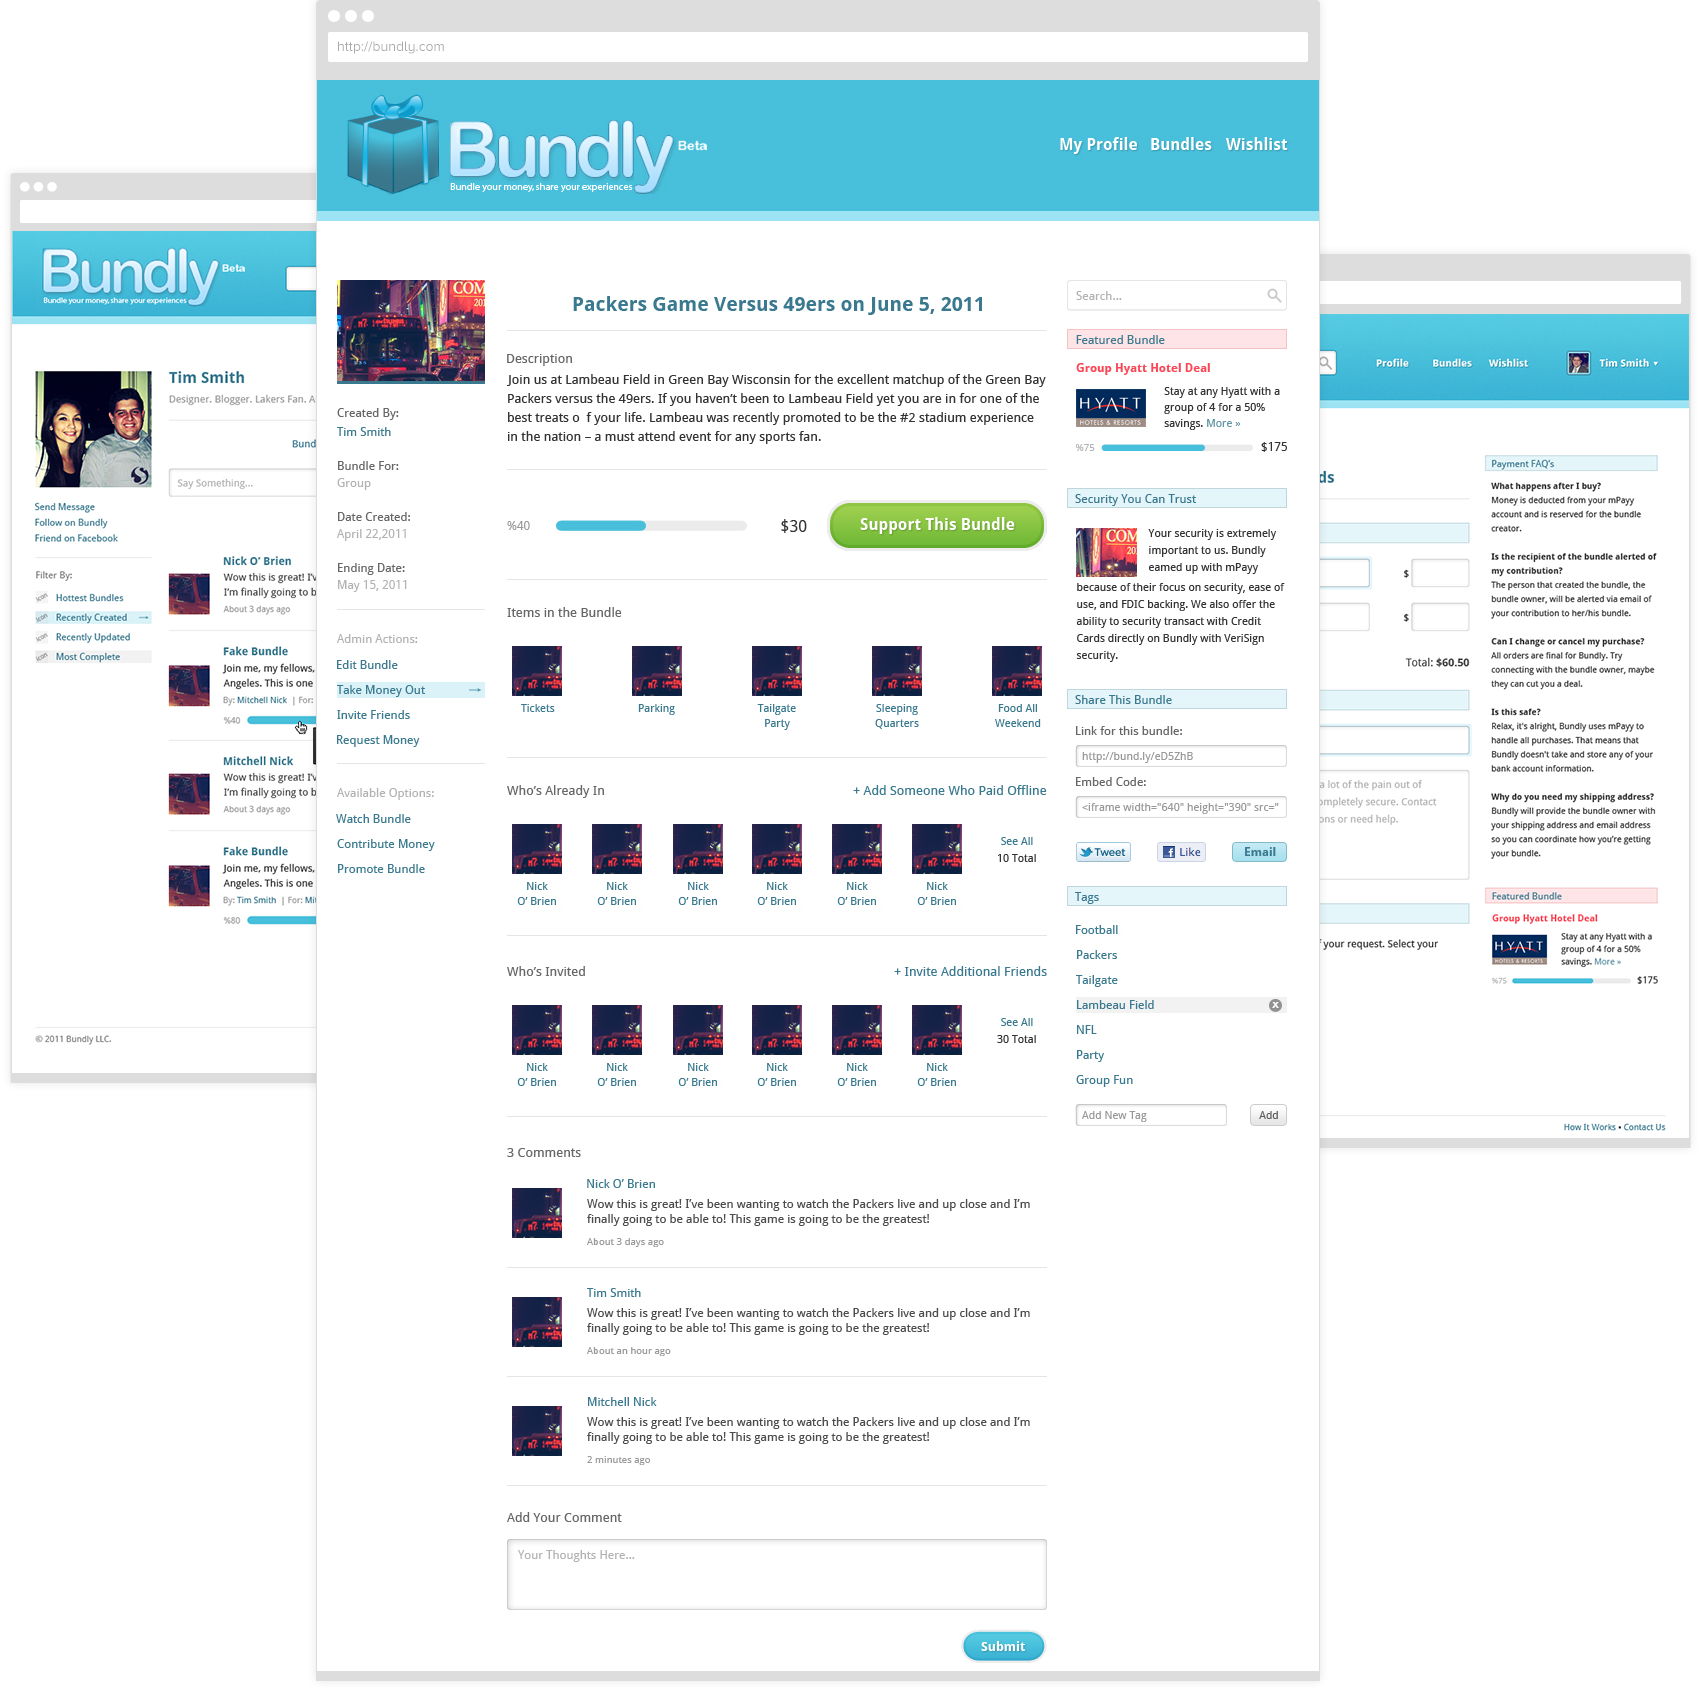 http://bundly.com
Bundly Beta
Bundle your money, share your experiences
My Profile Bundles Wishlist
COM
20
Created By:
Tim Smith
Bundle For:
Group
Date Created:
April 22,2011
Ending Date:
May 15, 2011
Admin Actions:
Edit Bundle
Take Money Out
Invite Friends
Request Money
Available Options:
Watch Bundle
Contribute Money
Promote Bundle
Packers Game Versus 49ers on June 5, 2011
Description
Join us at Lambeau Field in Green Bay Wisconsin for the excellent matchup of the Green Bay
Packers versus the 49ers. If you haven’t been to Lambeau Field yet you are in for one of the
best treats o f your life. Lambeau was recently promoted to be the #2 stadium experience
in the nation – a must attend event for any sports fan.
%40 $30 Support This Bundle
Items in the Bundle
Tickets Parking Tailgate Sleeping Food All
Party Quarters Weekend
Who’s Already In + Add Someone Who Paid Offline
See All
10 Total
Nick Nick Nick Nick Nick Nick
O’ Brien O’ Brien O’ Brien O’ Brien O’ Brien O’ Brien
Who’s Invited + Invite Additional Friends
See All
30 Total
Nick Nick Nick Nick Nick Nick
O’ Brien O’ Brien O’ Brien O’ Brien O’ Brien O’ Brien
3 Comments
Nick O’ Brien
Wow this is great! I’ve been wanting to watch the Packers live and up close and I’m
finally going to be able to! This game is going to be the greatest!
About 3 days ago
Tim Smith
Wow this is great! I’ve been wanting to watch the Packers live and up close and I’m
finally going to be able to! This game is going to be the greatest!
About an hour ago
Mitchell Nick
Wow this is great! I’ve been wanting to watch the Packers live and up close and I’m
finally going to be able to! This game is going to be the greatest!
2 minutes ago
Add Your Comment
Your Thoughts Here...
Submit
Search...
Featured Bundle
Group Hyatt Hotel Deal
HYATT
HOTELS & RESORTS
Stay at any Hyatt with a
group of 4 for a 50%
savings. More »
%75 $175
Security You Can Trust
COM
20
Your security is extremely
important to us. Bundly
eamed up with mPayy
because of their focus on security, ease of
use, and FDIC backing. We also offer the
ability to security transact with Credit
Cards directly on Bundly with VeriSign
security.
Share This Bundle
Link for this bundle:
http://bund.ly/eD5ZhB
Embed Code:
<iframe width="640" height="390" src="
Tweet Like Email
Tags
Football
Packers
Tailgate
Lambeau Field x
NFL
Party
Group Fun
Add New Tag Add
Bundly Beta
Bundle your money, share your experiences
Send Message
Follow on Bundly
Friend on Facebook
Filter By:
Hottest Bundles
Recently Created
Recently Updated
Most Complete
Tim Smith
Designer. Blogger. Lakers Fan. A
Bund
Say Something...
Nick O’ Brien
Wow this is great! I’v
I’m finally going to b
About 3 days ago
Fake Bundle
Join me, my fellows,
Angeles. This is one
By: Mitchell Nick | For:
%40
Mitchell Nick
Wow this is great! I’v
I’m finally going to b
About 3 days ago
Fake Bundle
Join me, my fellows,
Angeles. This is one
By: Tim Smith | For: Mit
%80
© 2011 Bundly LLC.
Profile Bundles Wishlist Tim Smith
ds
$
$
Total: $60.50
a lot of the pain out of
ompletely secure. Contact
ons or need help.
f your request. Select your
Payment FAQ’s
What happens after I buy?
Money is deducted from your mPayy
account and is reserved for the bundle
creator.
Is the recipient of the bundle alerted of
my contribution?
The person that created the bundle, the
bundle owner, will be alerted via email of
your contribution to her/his bundle.
Can I change or cancel my purchase?
All orders are final for Bundly. Try
connecting with the bundle owner, maybe
they can cut you a deal.
Is this safe?
Relax, it’s alright, Bundly uses mPayy to
handle all purchases. That means that
Bundly doesn’t take and store any of your
bank account information.
Why do you need my shipping address?
Bundly will provide the bundle owner with
your shipping address and email address
so you can coordinate how you’re getting
your bundle.
Featured Bundle
Group Hyatt Hotel Deal
HYATT
HOTELS & RESORTS
Stay at any Hyatt with a
group of 4 for a 50%
savings. More »
%75 $175
How It Works • Contact Us